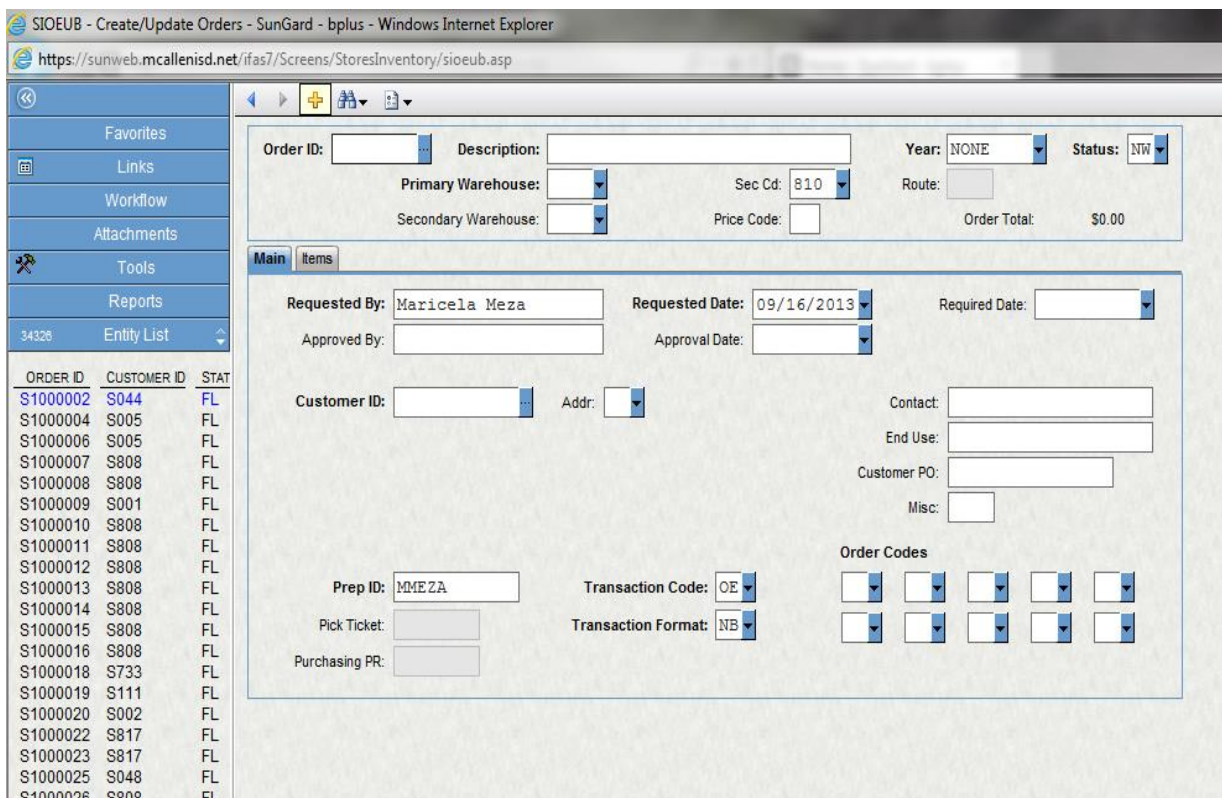 SIOEUB - Create/Update Orders - SunGard - bplus - Windows Internet Explorer
https://sunweb.mcallenisd.net/ifas7/Screens/StoresInventory/sioeub.asp
Favorites
Links
Workflow
Attachments
Tools
Reports
34326 Entity List
ORDER ID CUSTOMER ID STAT
S1000002 S044 FL
S1000004 S005 FL
S1000006 S005 FL
S1000007 S808 FL
S1000008 S808 FL
S1000009 S001 FL
S1000010 S808 FL
S1000011 S808 FL
S1000012 S808 FL
S1000013 S808 FL
S1000014 S808 FL
S1000015 S808 FL
S1000016 S808 FL
S1000018 S733 FL
S1000019 S111 FL
S1000020 S002 FL
S1000022 S817 FL
S1000023 S817 FL
S1000025 S048 FL
S1000026 S808 FL
Order ID: Description: Year: NONE Status: NW
Primary Warehouse: Sec Cd: 810 Route:
Secondary Warehouse: Price Code: Order Total: $0.00
Main Items
Requested By: Maricela Meza Requested Date: 09/16/2013 Required Date:
Approved By: Approval Date:
Customer ID: Addr: Contact:
End Use:
Customer PO:
Misc:
Order Codes
Prep ID: MMEZA Transaction Code: OE
Pick Ticket: Transaction Format: NB
Purchasing PR: